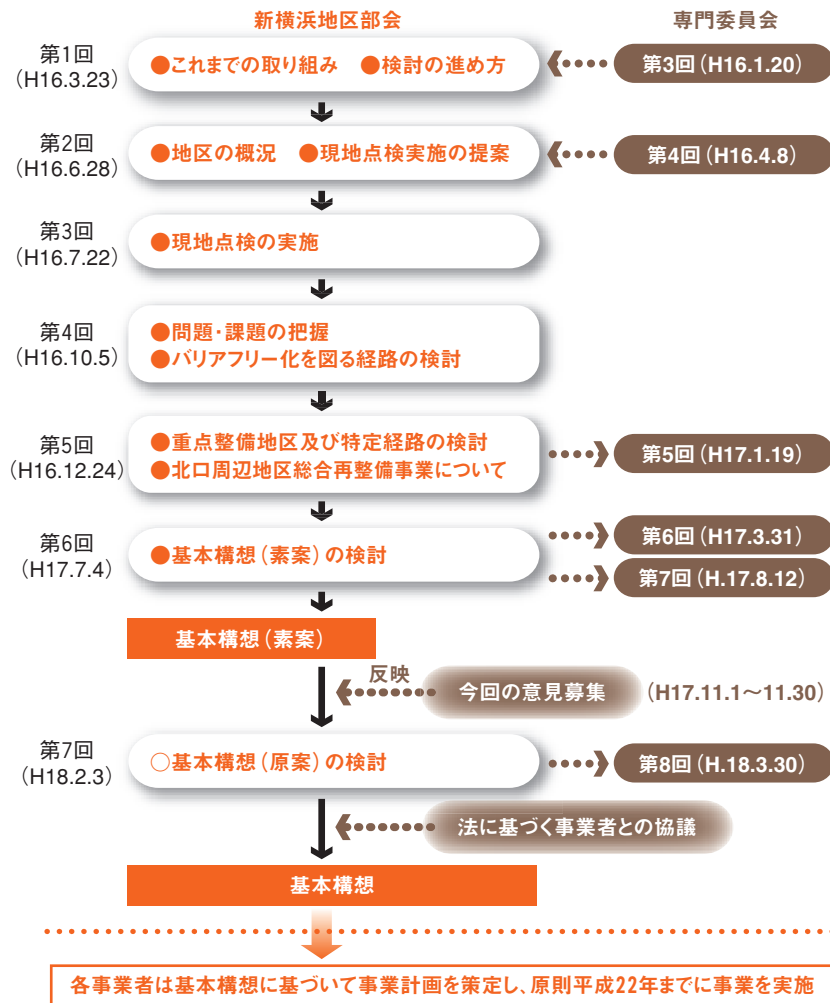 新横浜地区部会
専門委員会
第1回
(H16.3.23)
●これまでの取り組み ●検討の進め方
第3回(H16.1.20)
第2回
(H16.6.28)
●地区の概況 ●現地点検実施の提案
第4回(H16.4.8)
第3回
(H16.7.22)
●現地点検の実施
第4回
(H16.10.5)
●問題・課題の把握
●バリアフリー化を図る経路の検討
第5回
(H16.12.24)
●重点整備地区及び特定経路の検討
●北口周辺地区総合再整備事業について
第5回(H17.1.19)
第6回
(H17.7.4)
●基本構想(素案)の検討
第6回(H17.3.31)
第7回(H.17.8.12)
基本構想(素案)
反映
今回の意見募集
(H17.11.1〜11.30)
第7回
(H18.2.3)
○基本構想(原案)の検討
第8回(H.18.3.30)
法に基づく事業者との協議
基本構想
各事業者は基本構想に基づいて事業計画を策定し、原則平成22年までに事業を実施